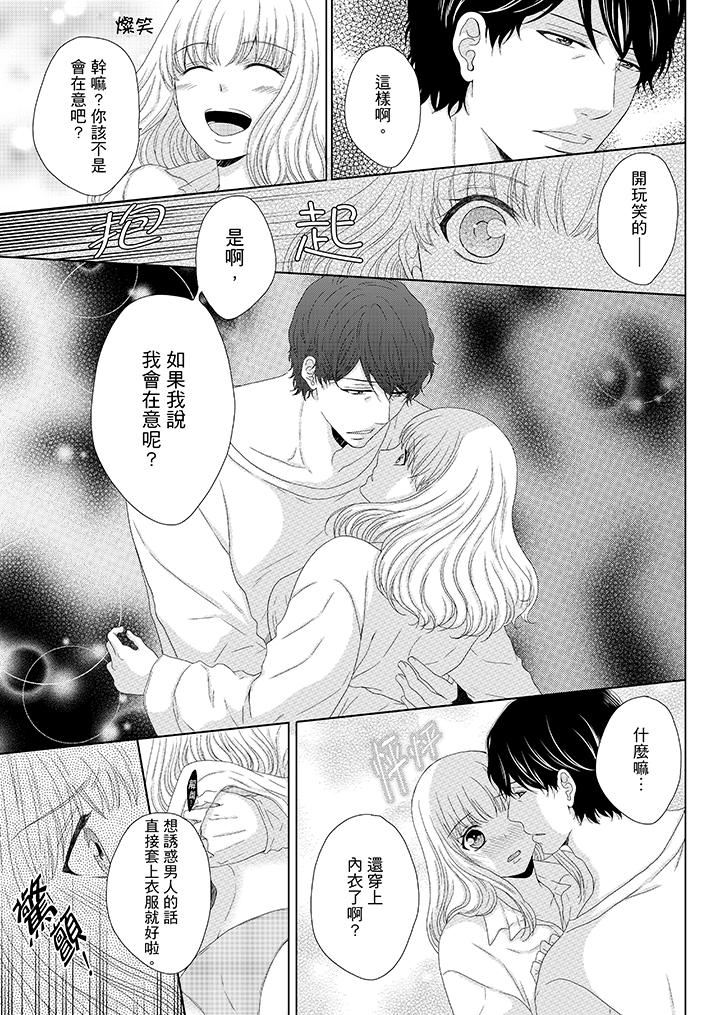 這樣啊。
燦笑
幹嘛？你該不是
會在意吧？
開玩笑的——
抱
起
是啊，
如果我說
我會在意呢？
什麼嘛…
怦怦
還穿上
內衣了啊？
想誘惑男人的話
直接套上衣服就好啦。
驚
顫！